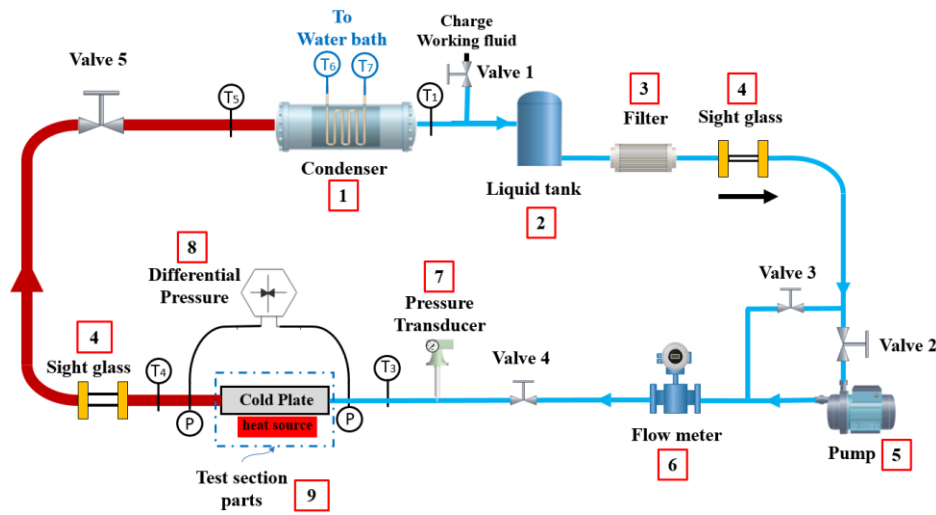 To
Water bath
Charge
Working fluid
Valve 5
T6
T7
Valve 1
T5
T1
3
Filter
4
Sight glass
Condenser
1
Liquid tank
2
8
Differential
Pressure
7
Pressure
Transducer
Valve 3
Valve 2
4
Sight glass
T4
T3
Valve 4
Cold Plate
heat source
P
P
Flow meter
6
Pump
5
Test section
parts
9